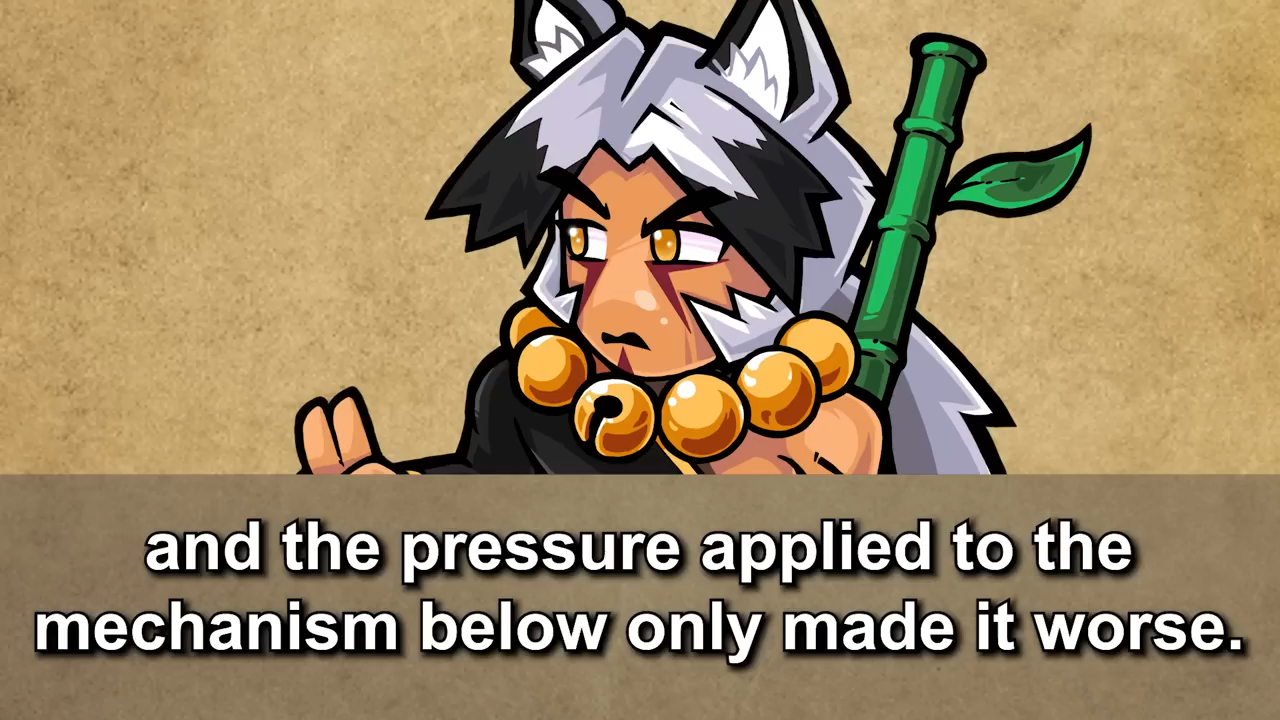 and the pressure applied to the
mechanism below only made it worse.